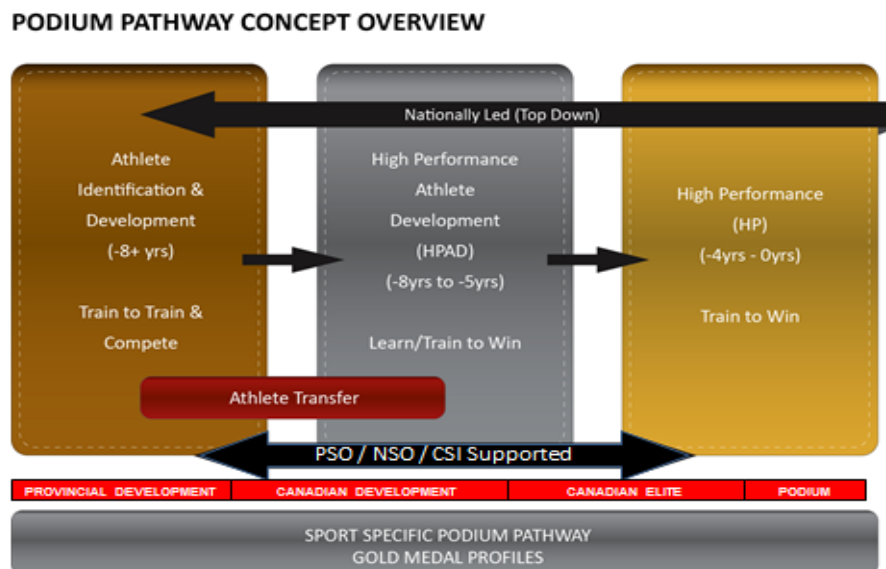 PODIUM PATHWAY CONCEPT OVERVIEW
Nationally Led (Top Down)
Athlete
Identification &
Development
(-8+ yrs)
Train to Train &
Compete
High Performance
Athlete
Development
(HPAD)
(-8yrs to -5yrs)
Learn/Train to Win
High Performance
(HP)
(-4yrs - 0yrs)
Train to Win
Athlete Transfer
PSO / NSO / CSI Supported
PROVINCIAL DEVELOPMENT
CANADIAN DEVELOPMENT
CANADIAN ELITE
PODIUM
SPORT SPECIFIC PODIUM PATHWAY
GOLD MEDAL PROFILES